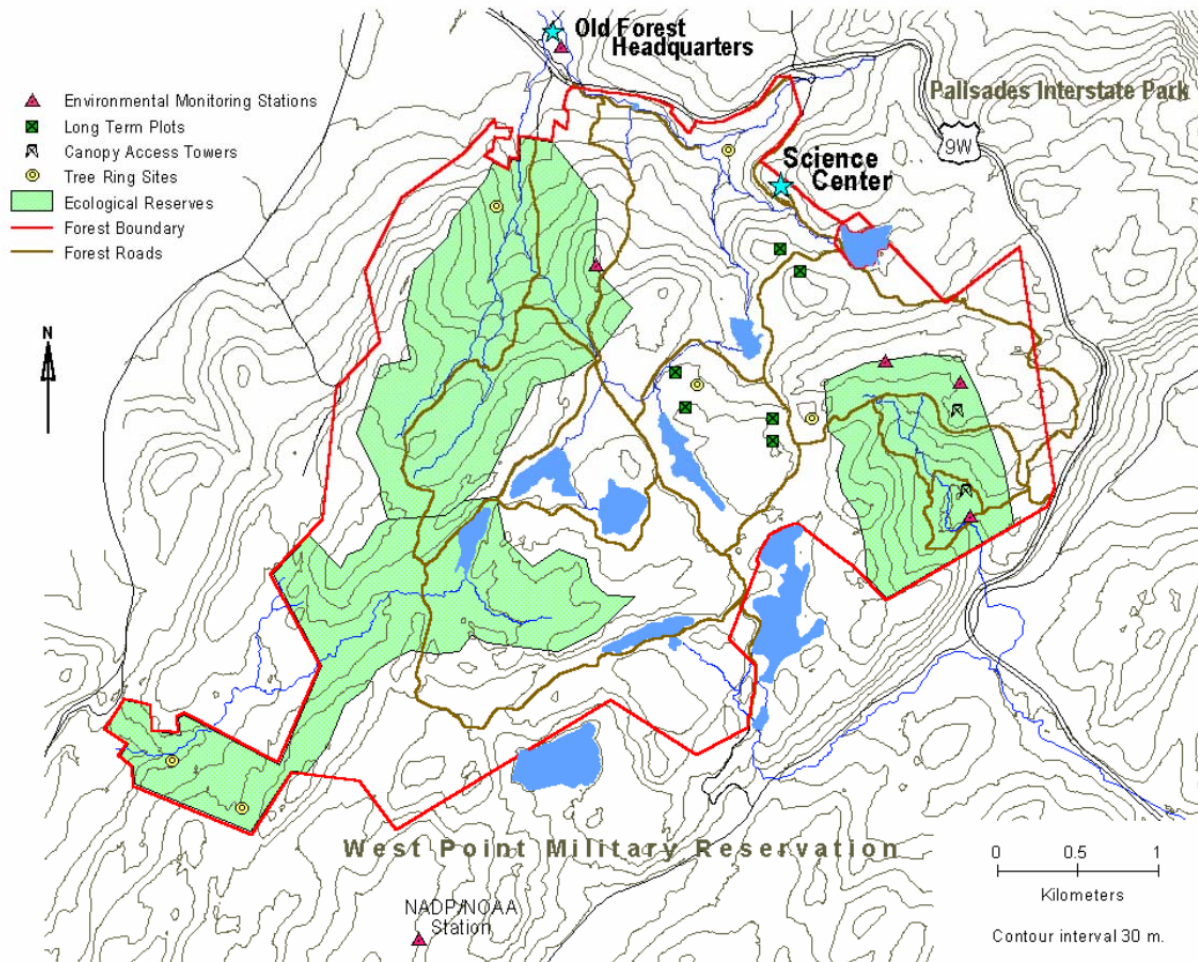 Old Forest
Headquarters
Palisades Interstate Park
9W
Environmental Monitoring Stations
Long Term Plots
Canopy Access Towers
Tree Ring Sites
Ecological Reserves
Forest Boundary
Forest Roads
Science
Center
N
West Point Military Reservation
NADP/NOAA
Station
0 0.5 1
Kilometers
Contour interval 30 m.